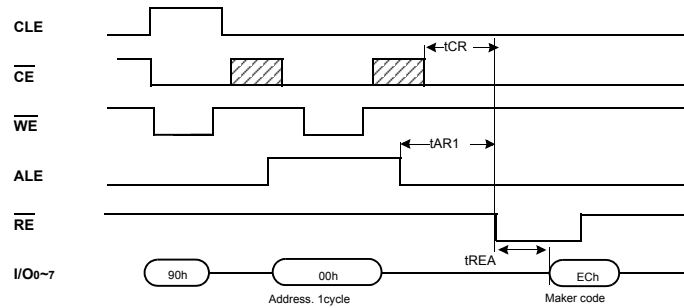 CLE
tCR
CE
WE
tAR1
ALE
RE
tREA
I/O0~7
90h
00h
ECh
Address. 1cycle
Maker code